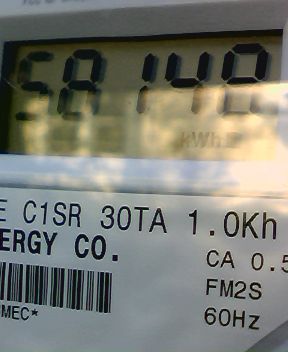 58148
kWh
E C1SR 30TA 1.0Kh
ERGY CO.
CA 0.5
FM2S
MEC*
60Hz